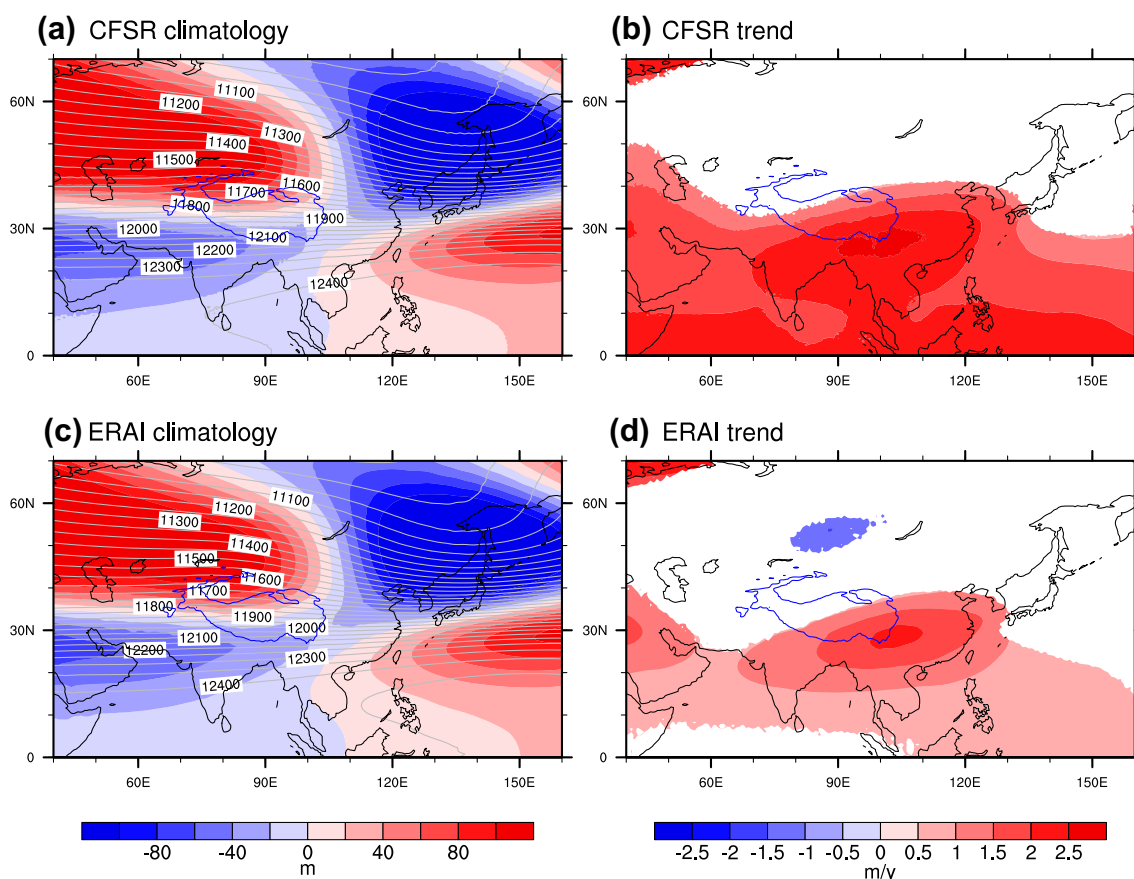 (a) CFSR climatology
(b) CFSR trend
60N
30N
0
11100
11200
11300
11400
11500
11600
11700
11800
11900
12000
12100
12200
12300
12400
60E 90E 120E 150E
60N
30N
0
60E 90E 120E 150E
(c) ERAI climatology
(d) ERAI trend
60N
30N
0
11100
11200
11300
11400
11500
11600
11700
11800
11900
12000
12100
12200
12300
12400
60E 90E 120E 150E
60N
30N
0
60E 90E 120E 150E
-80 -40 0 40 80
m
-2.5 -2 -1.5 -1 -0.5 0 0.5 1 1.5 2 2.5
m/y